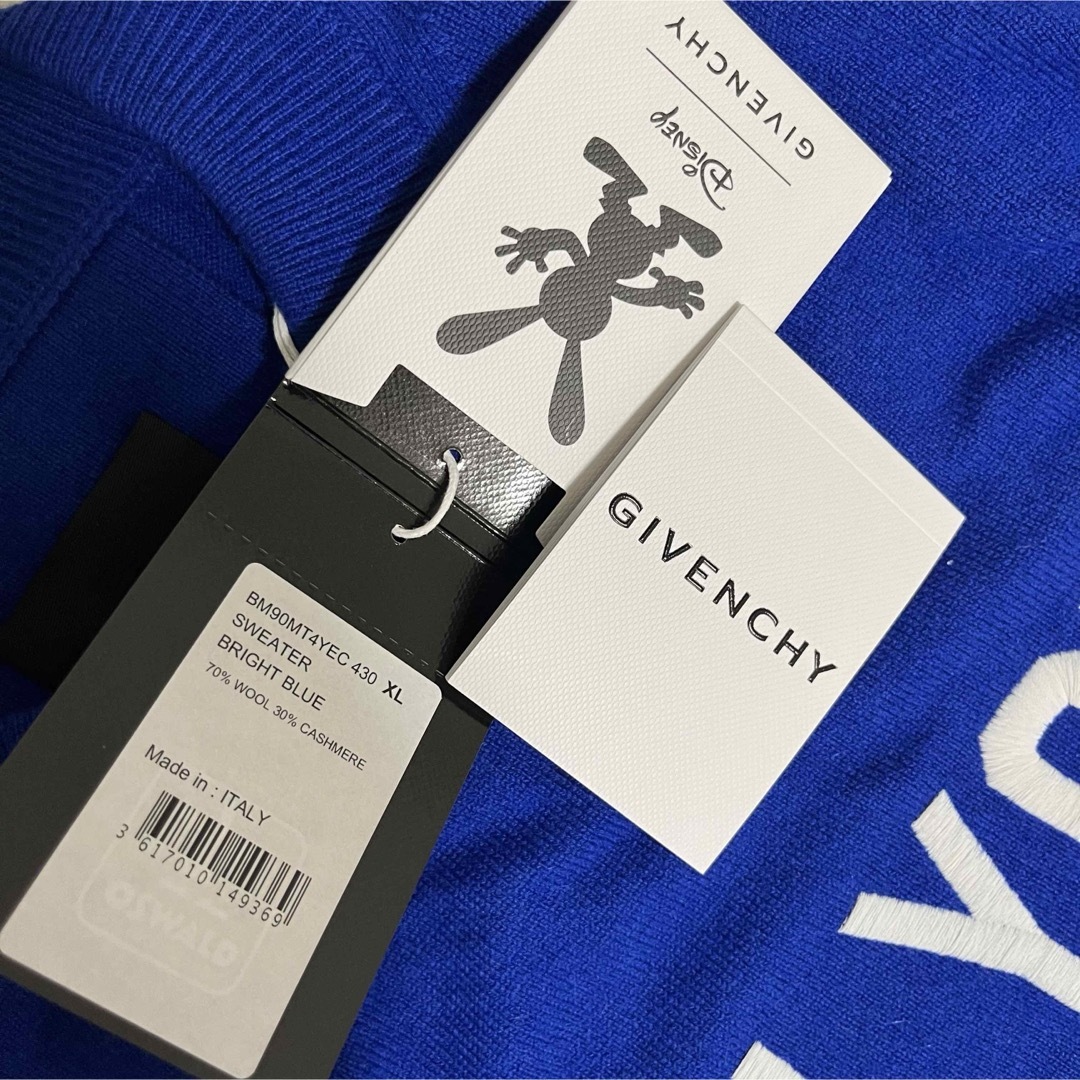 GIVENCHY
Disney
GIVENCHY
BM90MT4YEC 430 XL
SWEATER
BRIGHT BLUE
70% WOOL 30% CASHMERE
Made in : ITALY
3 617010 149369
OSWALD
Y